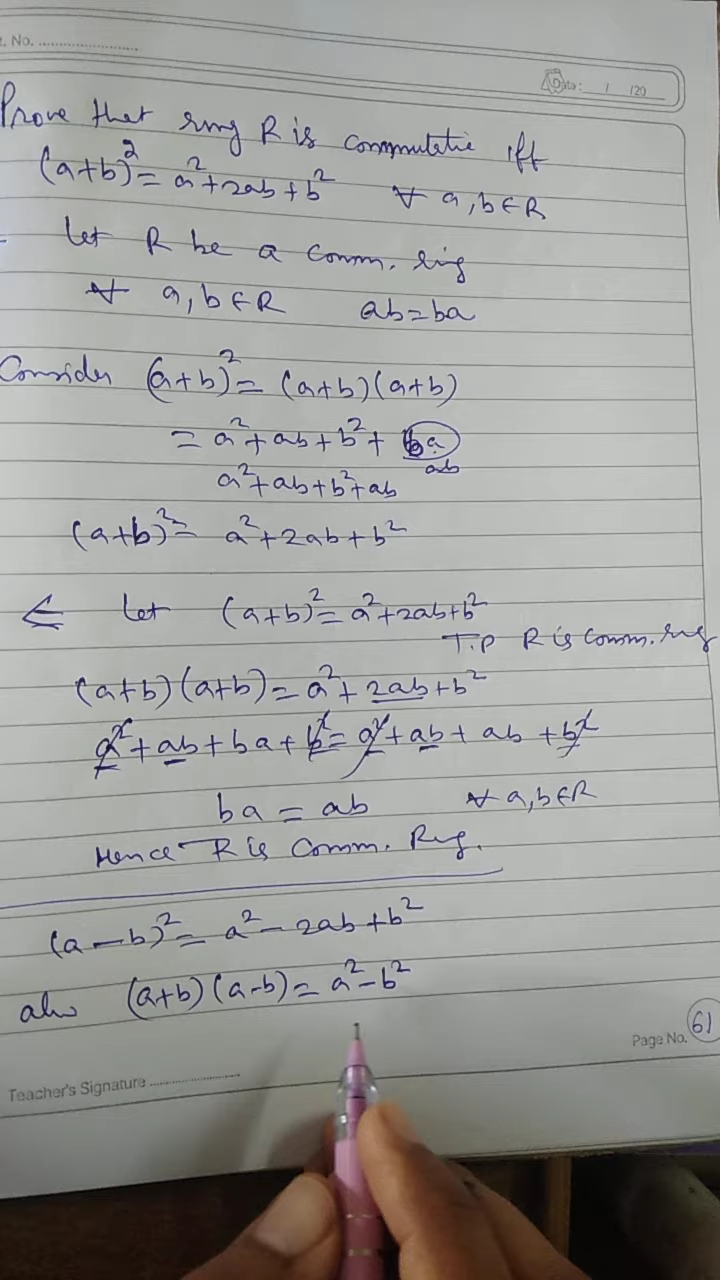 . No. ..............................
Date: / /20
Prove that ring R is commutatie iff
(a+b)² = a²+2ab+b² ∀ a,b∈R
Let R be a Comm. ring
∀ a,b∈R ab=ba
Consider (a+b)² = (a+b)(a+b)
= a²+ab+b²+ ba
ab
a²+ab+b²+ab
(a+b)² = a²+2ab+b²
⇐ Let (a+b)² = a²+2ab+b²
T.P R is Comm. ring
(a+b)(a+b) = a²+2ab+b²
a²+ab+ba+b² = a²+ab+ab+b²
ba = ab ∀ a,b∈R
Hence R is Comm. Ring.
(a-b)² = a²-2ab+b²
also (a+b)(a-b) = a²-b²
Page No. 61
Teacher's Signature ..............................